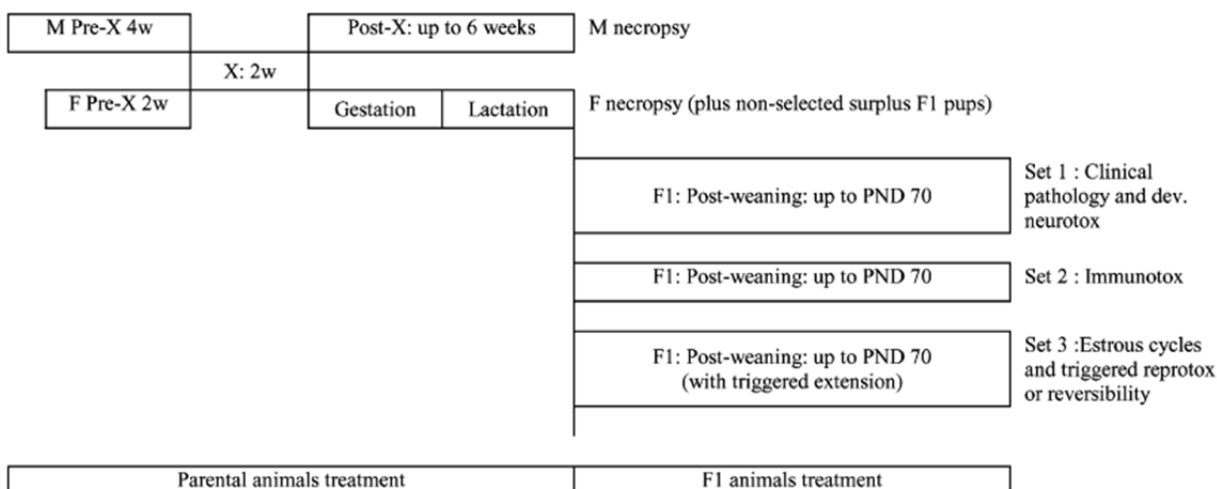 M Pre-X 4w
Post-X: up to 6 weeks
M necropsy
X: 2w
F Pre-X 2w
Gestation
Lactation
F necropsy (plus non-selected surplus F1 pups)
F1: Post-weaning: up to PND 70
Set 1 : Clinical
pathology and dev.
neurotox
F1: Post-weaning: up to PND 70
Set 2 : Immunotox
F1: Post-weaning: up to PND 70
(with triggered extension)
Set 3 :Estrous cycles
and triggered reprotox
or reversibility
Parental animals treatment
F1 animals treatment